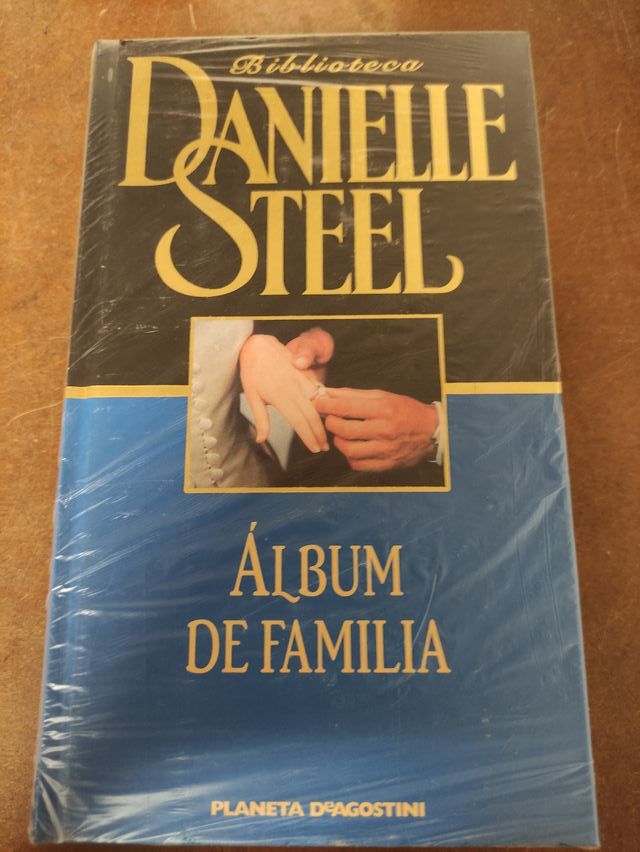 Biblioteca
DANIELLE
STEEL
ÁLBUM
DE FAMILIA
PLANETA DEAGOSTINI